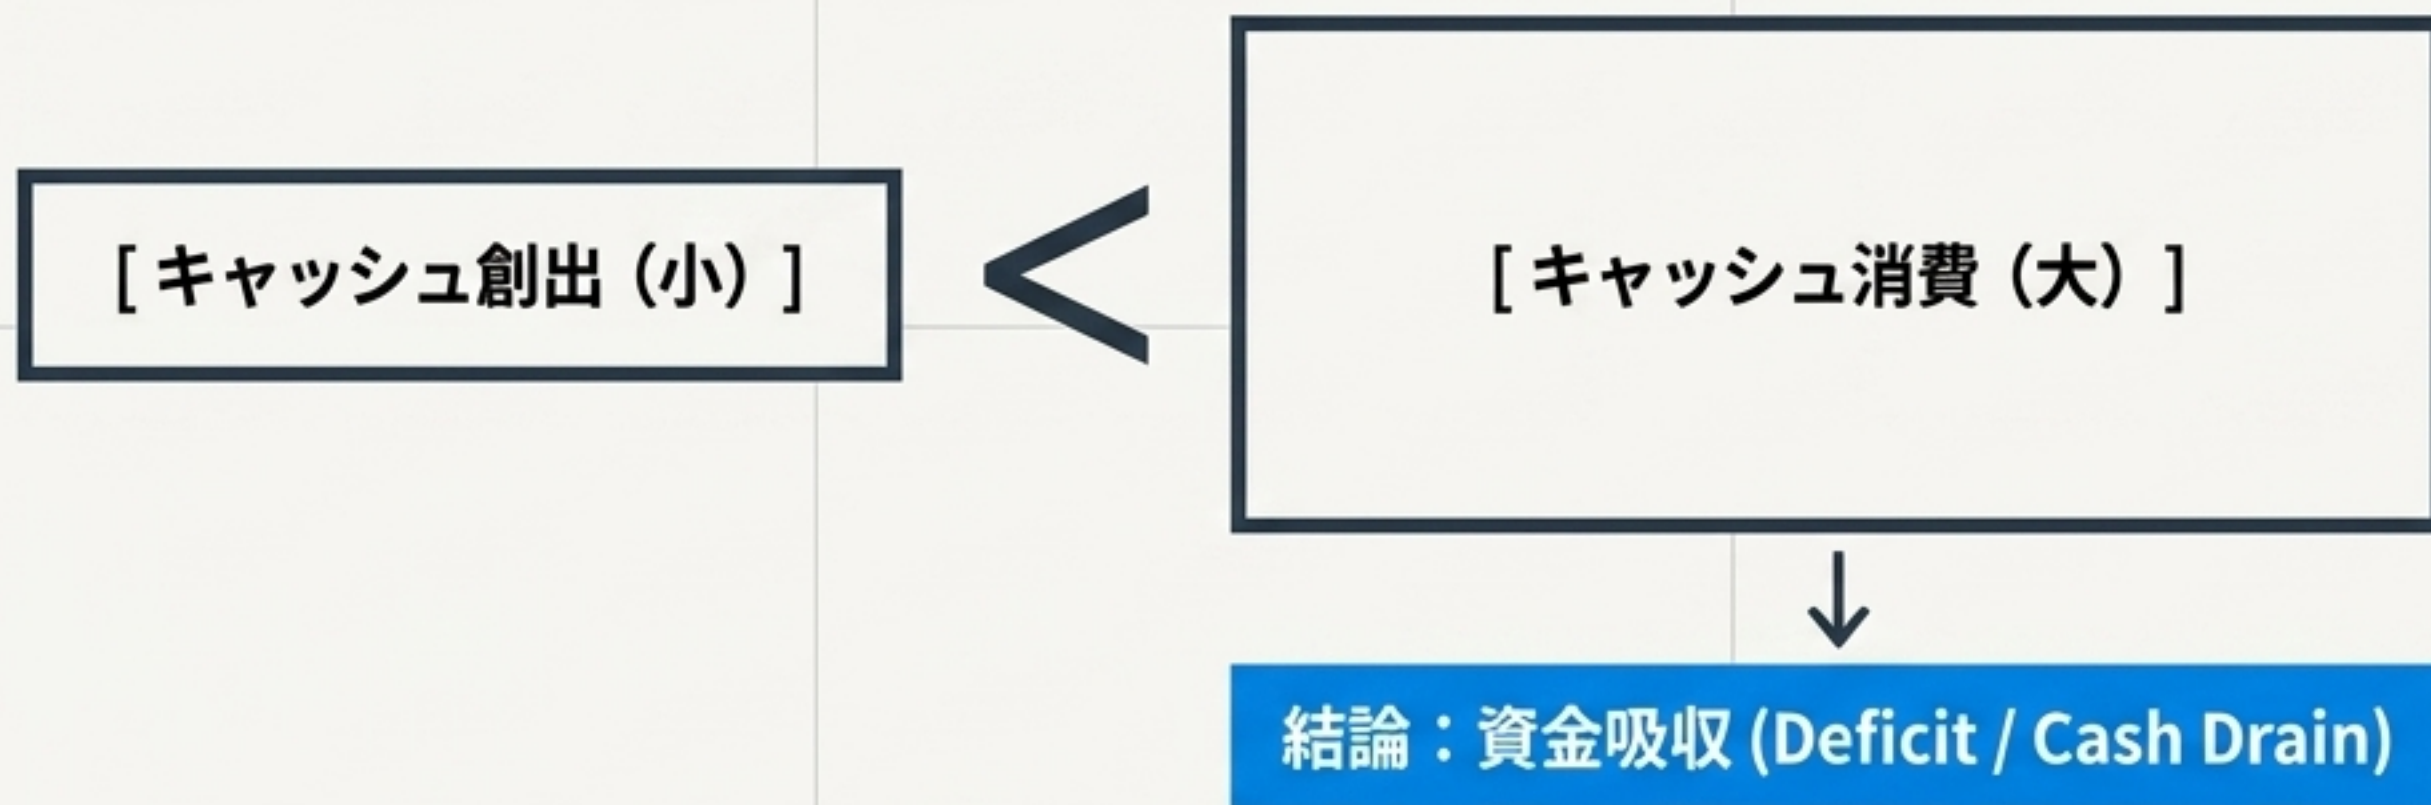 [ キャッシュ創出（小）]
<
[ キャッシュ消費（大）]
↓
結論：資金吸収 (Deficit / Cash Drain)